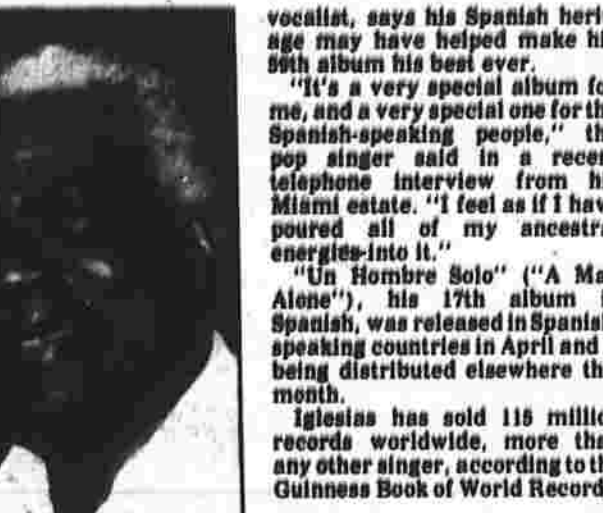 vocalist, says his Spanish heri
age may have helped make hi
59th album his best ever.
"It's a very special album fo
me, and a very special one for th
Spanish-speaking people," th
pop singer said in a recen
telephone interview from hi
Miami estate. "I feel as if I hav
poured all of my ancestra
energies into it."
"Un Hombre Solo" ("A Ma
Alone"), his 17th album i
Spanish, was released in Spanis
speaking countries in April and i
being distributed elsewhere th
month.
Iglesias has sold 115 millio
records worldwide, more tha
any other singer, according to th
Guinness Book of World Record